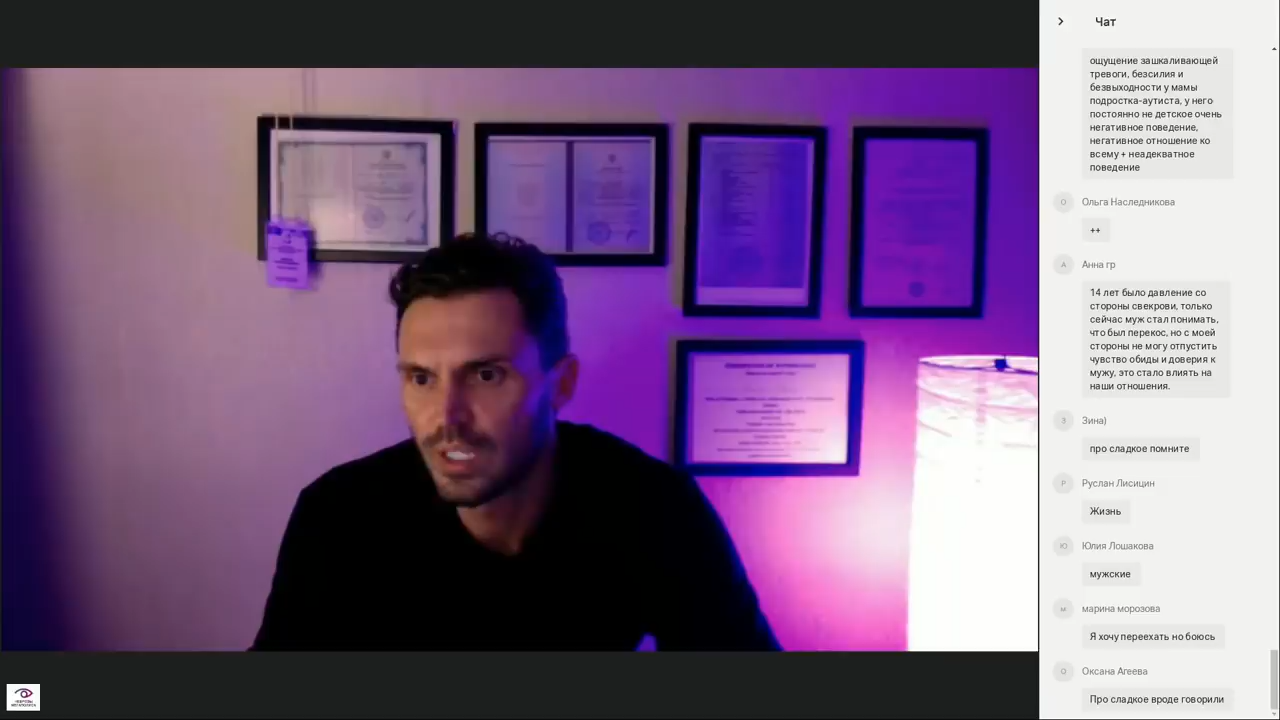 Чат
ощущение зашкаливающей
тревоги, безсилия и
безвыходности у мамы
подростка-аутиста, у него
постоянно не детское очень
негативное поведение,
негативное отношение ко
всему + неадекватное
поведение
О
Ольга Наследникова
++
А
Анна гр
14 лет было давление со
стороны свекрови, только
сейчас муж стал понимать,
что был перекос, но с моей
стороны не могу отпустить
чувство обиды и доверия к
мужу, это стало влиять на
наши отношения.
З
Зина)
про сладкое помните
Р
Руслан Лисицин
Жизнь
Ю
Юлия Лошакова
мужские
м
марина морозова
Я хочу переехать но боюсь
О
Оксана Агеева
Про сладкое вроде говорили